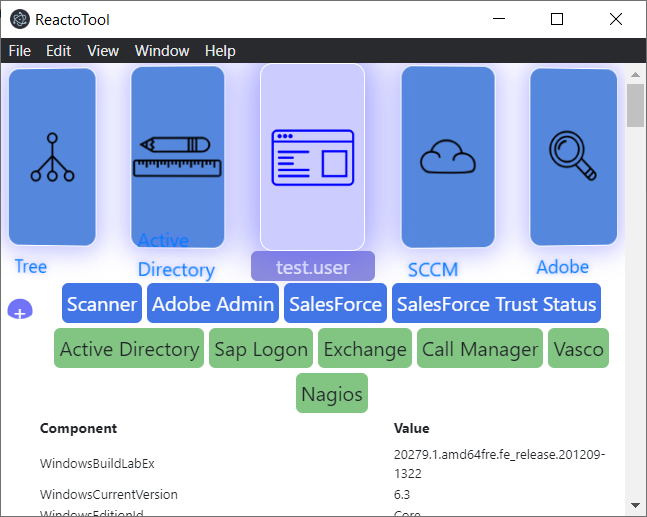 ReactoTool
File Edit View Window Help
Tree
Active
Directory
test.user
SCCM
Adobe
+
Scanner Adobe Admin SalesForce SalesForce Trust Status
Active Directory Sap Logon Exchange Call Manager Vasco
Nagios
Component Value
WindowsBuildLabEx 20279.1.amd64fre.fe_release.201209-
1322
WindowsCurrentVersion 6.3
WindowsEditionId Core